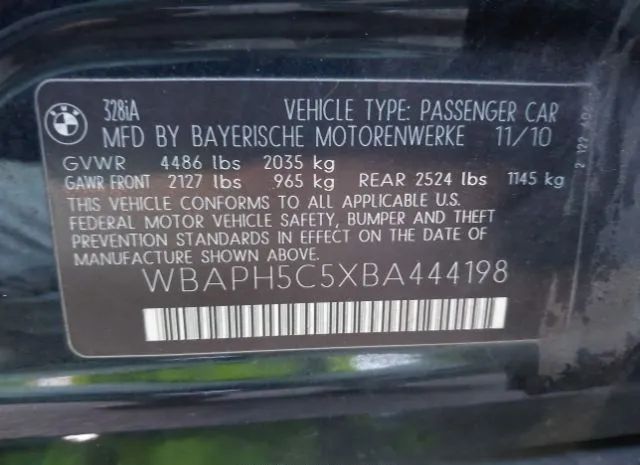 328iA VEHICLE TYPE: PASSENGER CAR
MFD BY BAYERISCHE MOTORENWERKE 11/10
GVWR 4486 lbs 2035 kg
GAWR FRONT 2127 lbs 965 kg REAR 2524 lbs 1145 kg
THIS VEHICLE CONFORMS TO ALL APPLICABLE U.S.
FEDERAL MOTOR VEHICLE SAFETY, BUMPER AND THEFT
PREVENTION STANDARDS IN EFFECT ON THE DATE OF
MANUFACTURE SHOWN ABOVE.
WBAPH5C5XBA444198